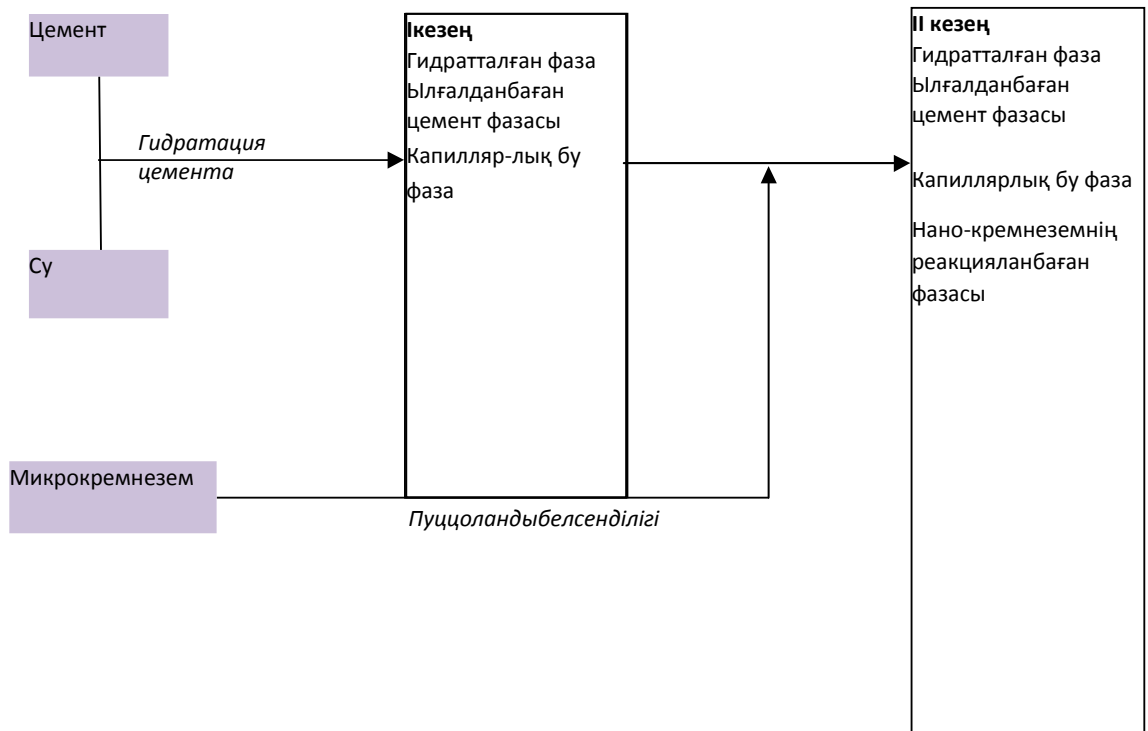 Цемент
Су
Микрокремнезем
Гидратация
цемента
Ікезең
Гидратталған фаза
Ылғалданбаған
цемент фазасы
Капилляр-лық бу
фаза
Пуццоландыбелсенділігі
II кезең
Гидратталған фаза
Ылғалданбаған
цемент фазасы
Капиллярлық бу фаза
Нано-кремнеземнің
реакцияланбаған
фазасы